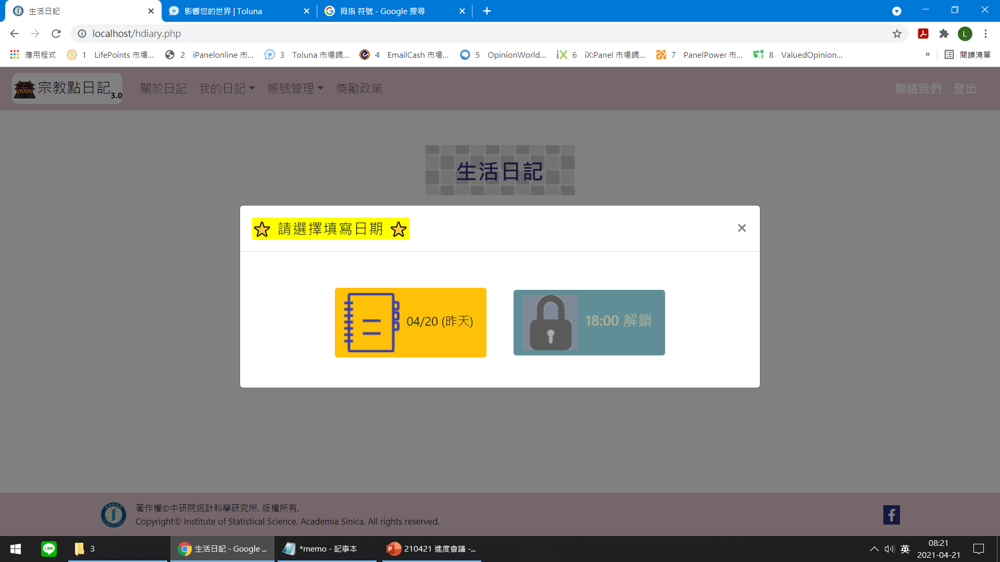 生活日記
影響您的世界 | Toluna
拇指 符號 - Google 搜尋
localhost/hdiary.php
L
應用程式
1 LifePoints 市場...
2 iPanelonline 市...
3 Toluna 市場調...
4 EmailCash 市場...
5 OpinionWorld...
6 iX:Panel 市場調...
7 PanelPower 市...
8 ValuedOpinion...
»
閱讀清單
宗教點日記3.0
關於日記
我的日記
帳號管理
獎勵政策
聯絡我們
登出
生活日記
請選擇填寫日期
04/20 (昨天)
18:00 解鎖
著作權©中研院統計科學研究所. 版權所有.
Copyright© Institute of Statistical Science, Academia Sinica. All rights reserved.
LINE
3
生活日記 - Google ...
*memo - 記事本
210421 進度會議 -...
英
08:21
2021-04-21